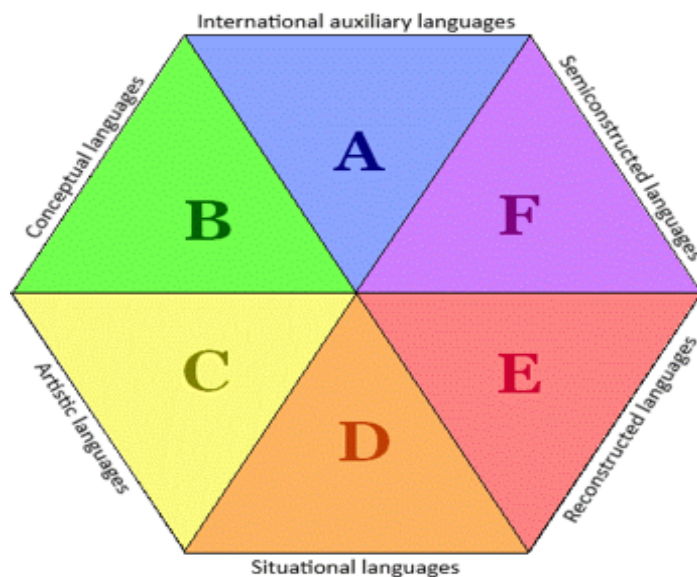 International auxiliary languages
Conceptual languages
Semiconstructed languages
A
B
F
C
E
D
Artistic languages
Reconstructed languages
Situational languages